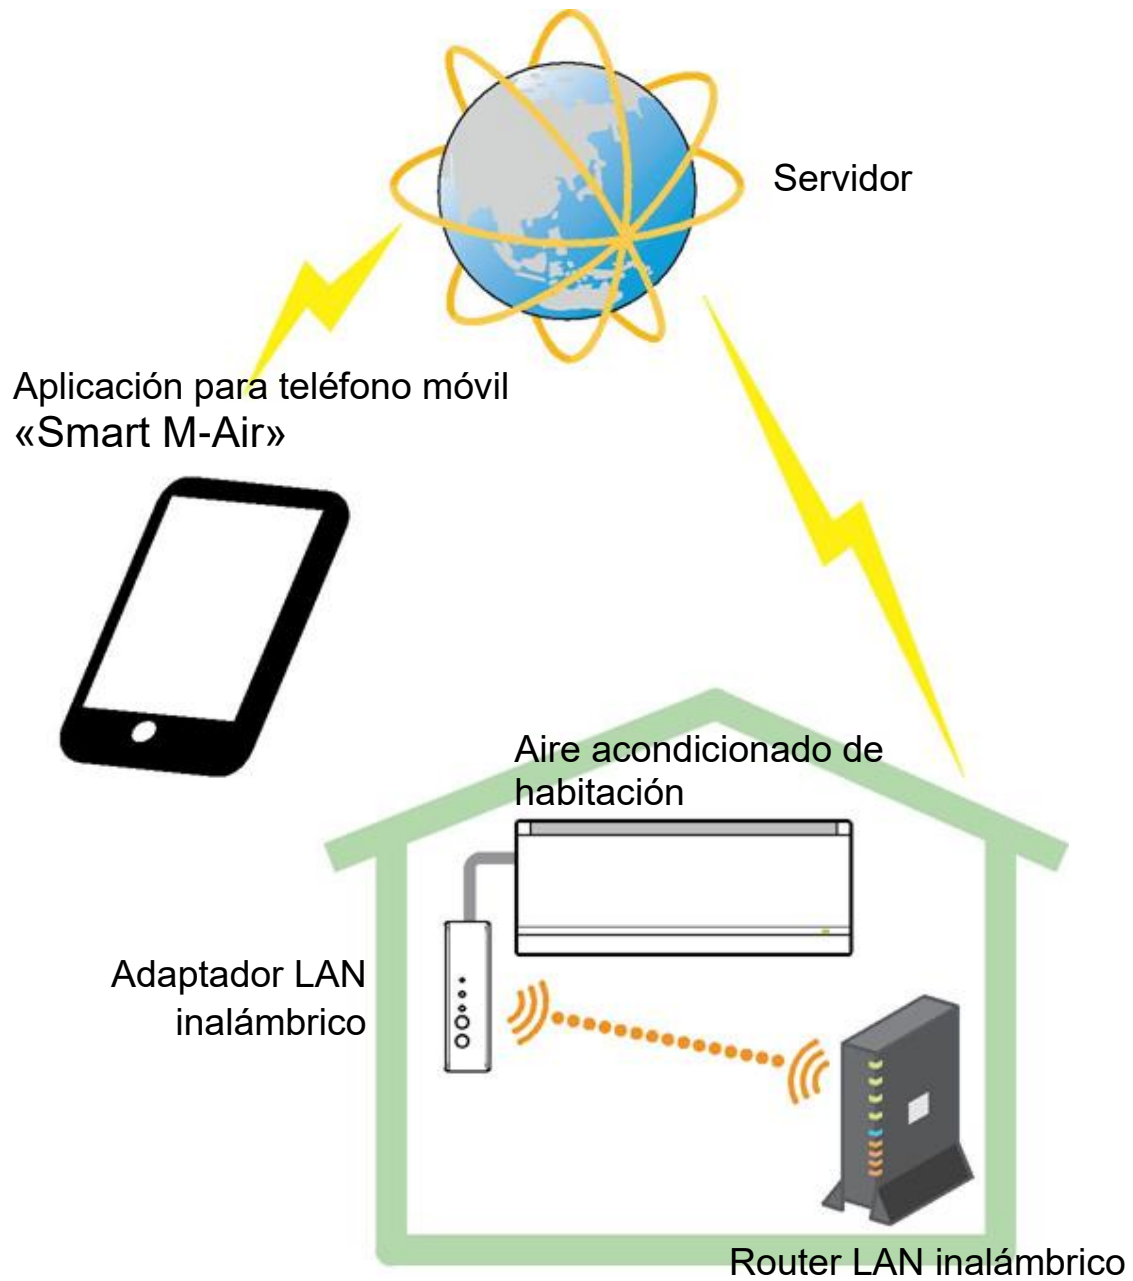 Servidor
Aplicación para teléfono móvil
«Smart M-Air»
Aire acondicionado de
habitación
Adaptador LAN
inalámbrico
Router LAN inalámbrico